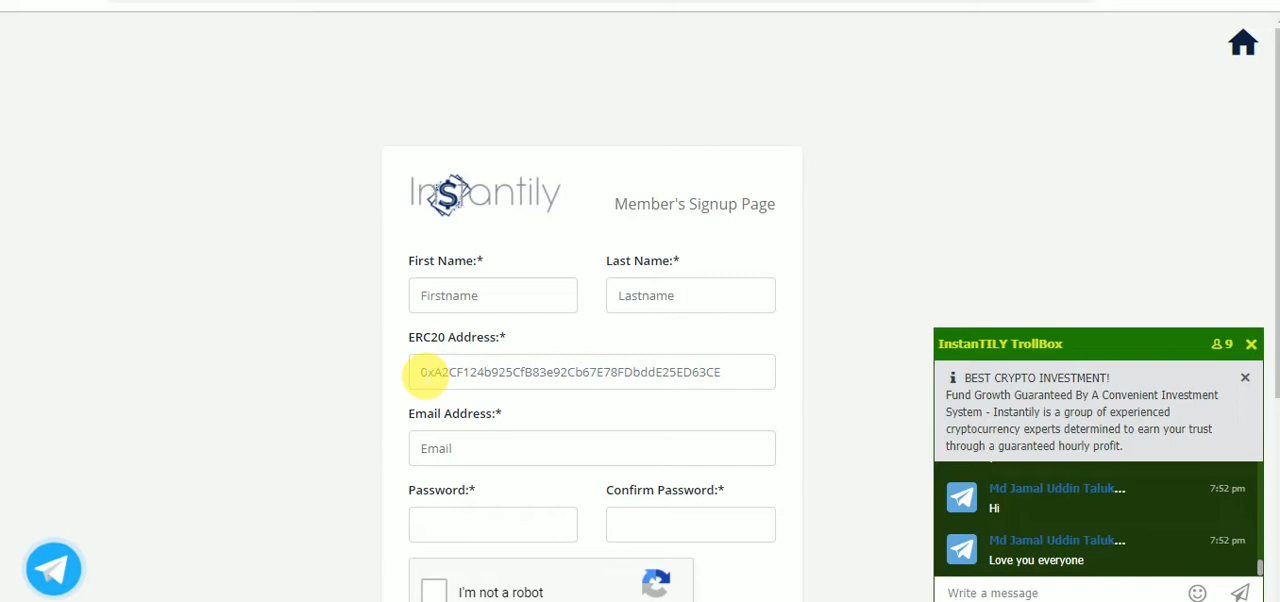 InStantily
Member's Signup Page
First Name:*
Last Name:*
Firstname
Lastname
ERC20 Address:*
0xA2CF124b925CfB83e92Cb67E78FDbddE25ED63CE
Email Address:*
Email
Password:*
Confirm Password:*
I'm not a robot
InstanTILY TrollBox
9
BEST CRYPTO INVESTMENT!
Fund Growth Guaranteed By A Convenient Investment
System - Instantily is a group of experienced
cryptocurrency experts determined to earn your trust
through a guaranteed hourly profit.
Md Jamal Uddin Taluk...
7:52 pm
Hi
Md Jamal Uddin Taluk...
7:52 pm
Love you everyone
Write a message